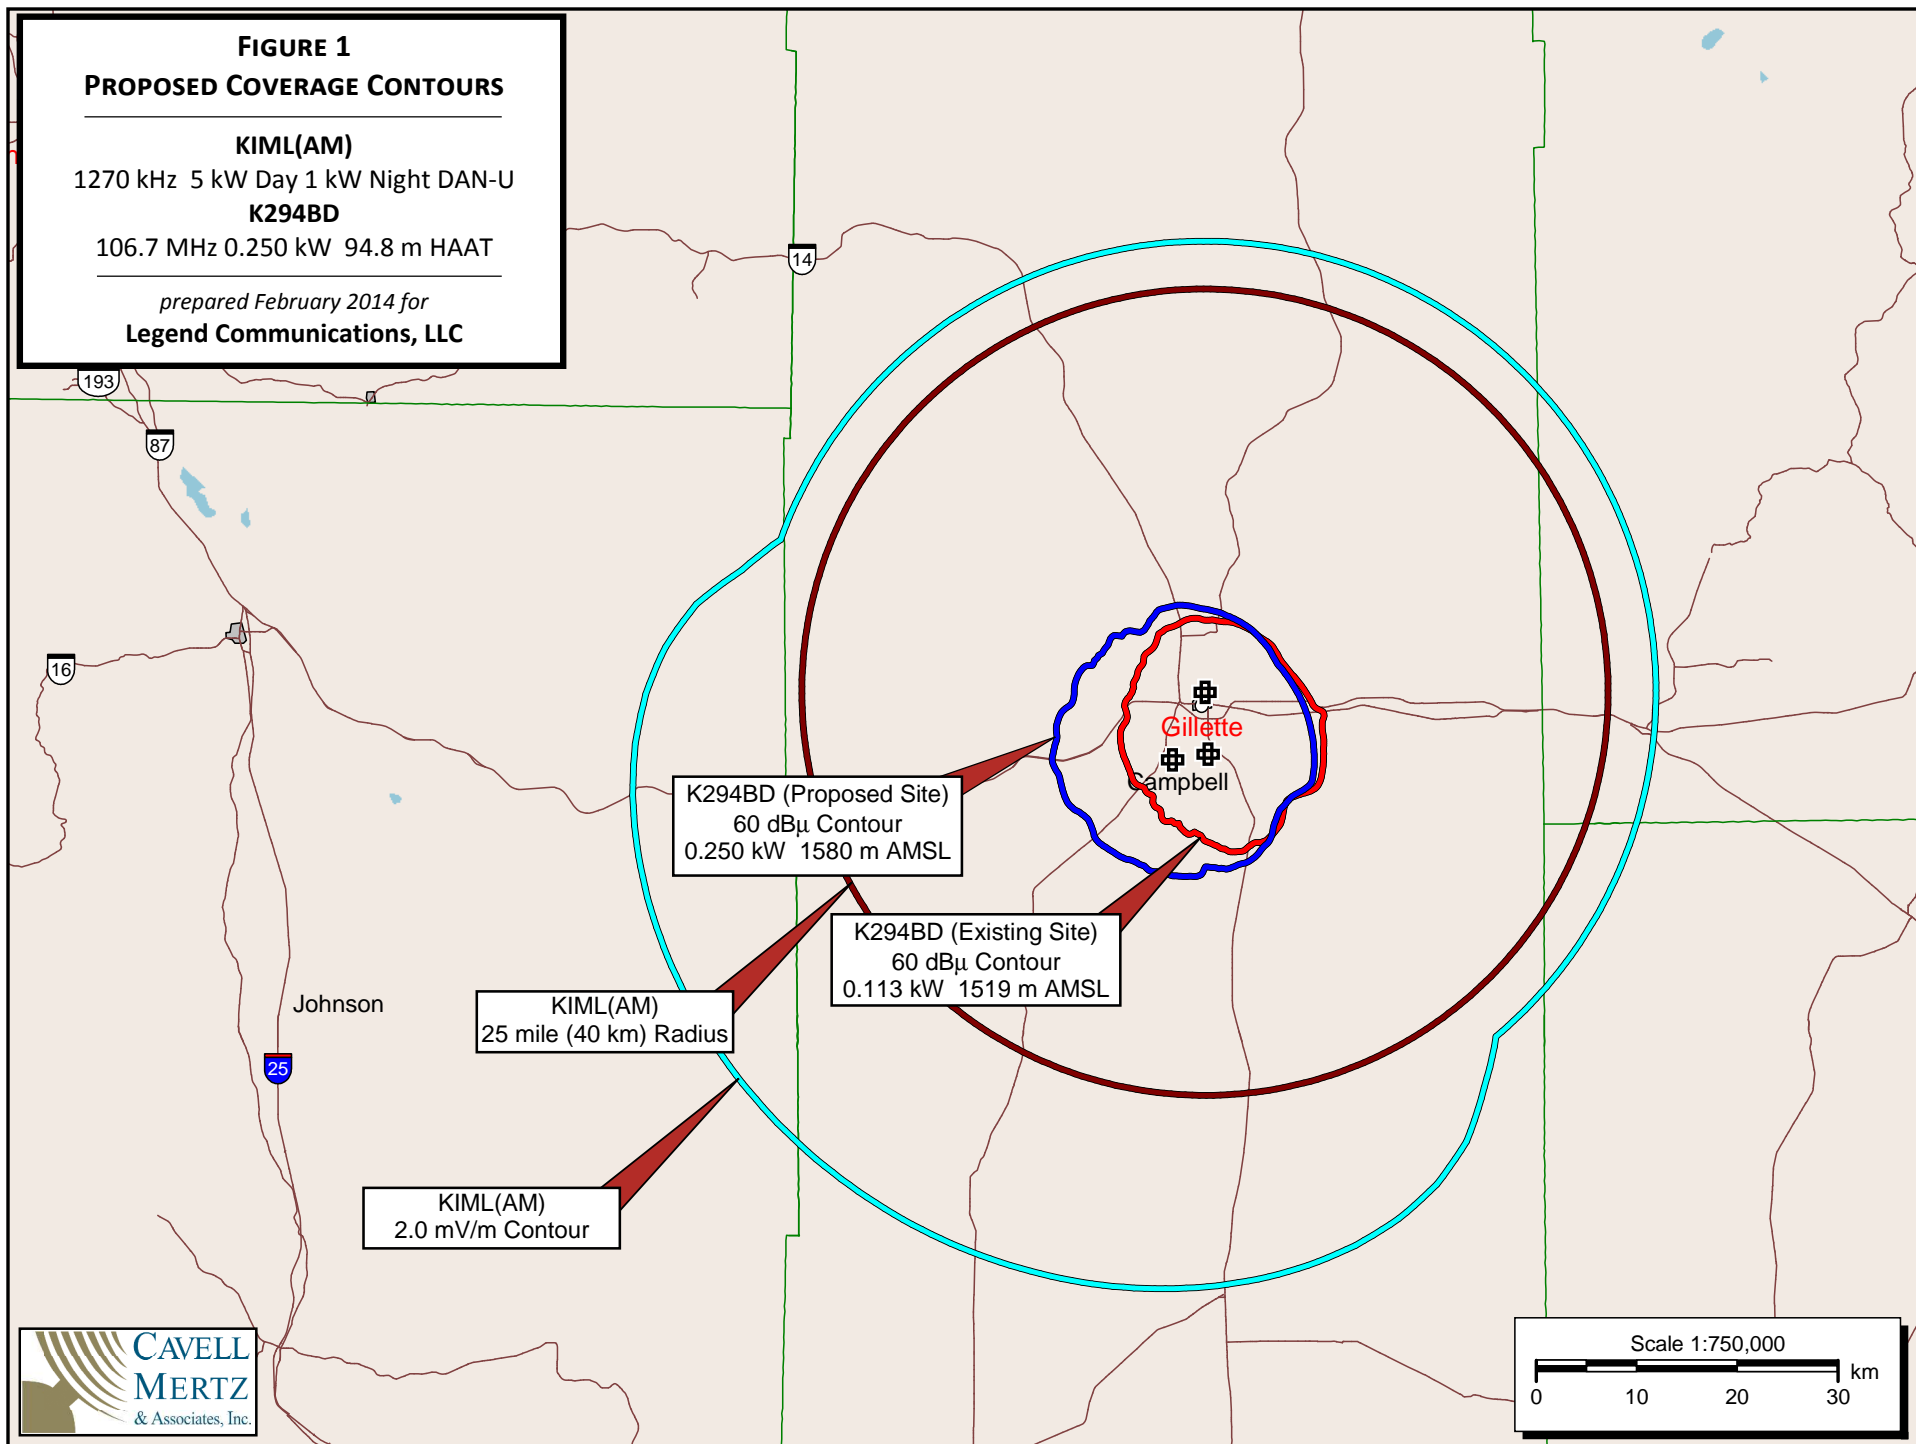 FIGURE 1
PROPOSED COVERAGE CONTOURS
KIML(AM)
1270 kHz 5 kW Day 1 kW Night DAN-U
K294BD
106.7 MHz 0.250 kW 94.8 m HAAT
prepared February 2014 for
Legend Communications, LLC
14
193
87
16
Gillette
Campbell
K294BD (Proposed Site)
60 dBμ Contour
0.250 kW 1580 m AMSL
K294BD (Existing Site)
60 dBμ Contour
0.113 kW 1519 m AMSL
Johnson
KIML(AM)
25 mile (40 km) Radius
25
KIML(AM)
2.0 mV/m Contour
CAVELL
MERTZ
& Associates, Inc.
Scale 1:750,000
km
0 10 20 30